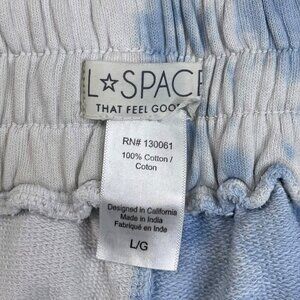 L☆SPACE
THAT FEEL GOO
RN# 130061
100% Cotton /
Coton
Designed in California
Made in India
Fabriqué en Inde
L/G